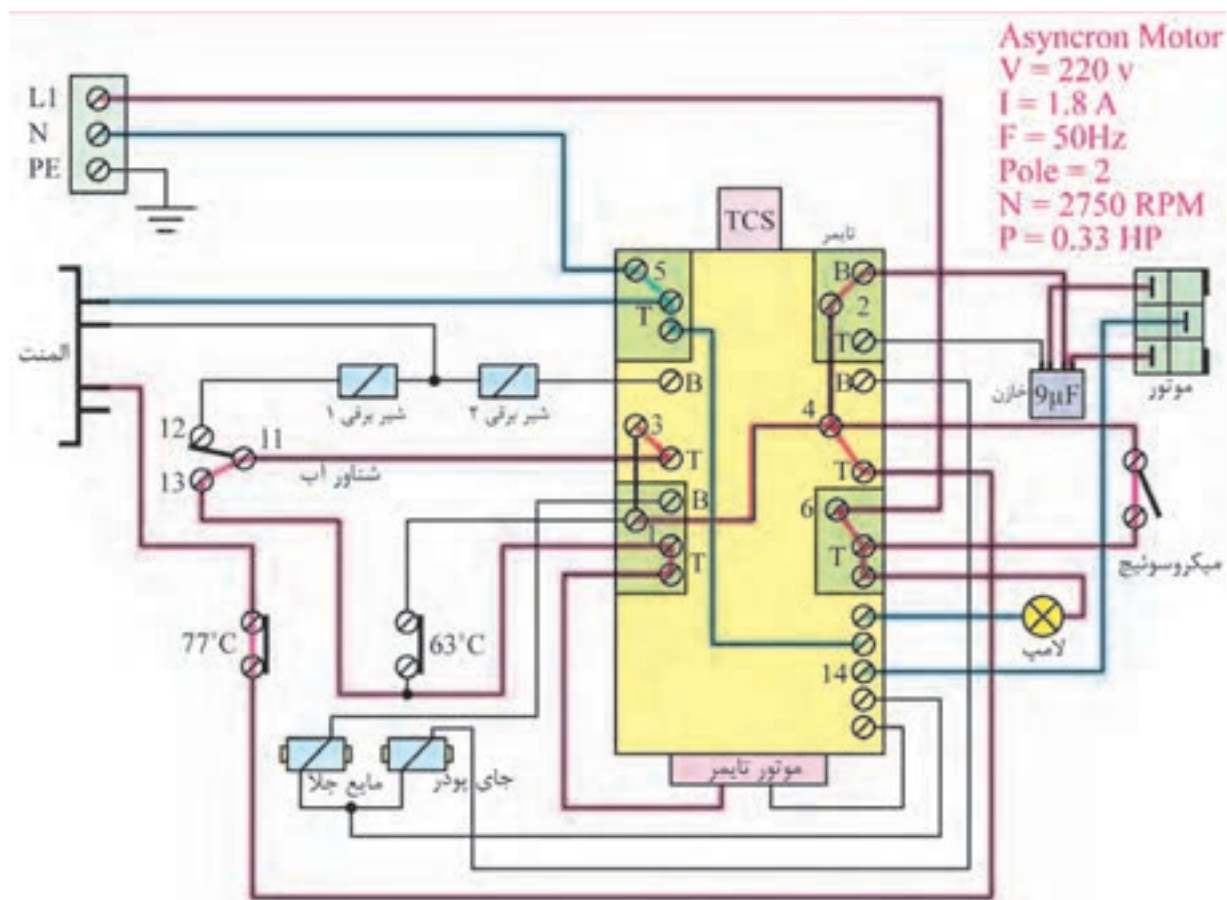 Asyncron Motor
V = 220 v
I = 1.8 A
F = 50Hz
Pole = 2
N = 2750 RPM
P = 0.33 HP
L1
N
PE
TCS
تایمر
5
B
2
T
T
B
B
موتور
خازن
9µF
المنت
شیر برقی ۱
شیر برقی ۲
12
11
13
شناور آب
3
4
T
T
B
6
1
T
T
میکروسوئیچ
77°C
63°C
لامپ
14
مایع جلا
جای پودر
موتور تایمر